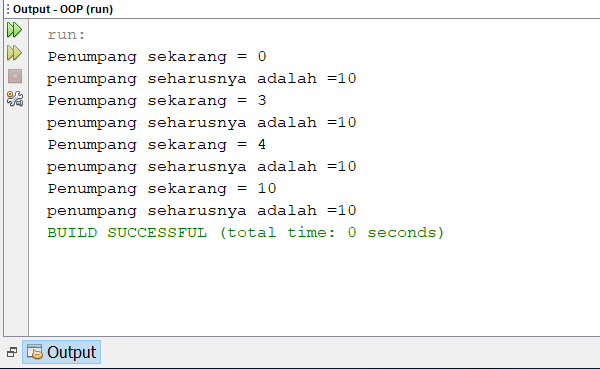 Output - OOP (run)
run:
Penumpang sekarang = 0
penumpang seharusnya adalah =10
Penumpang sekarang = 3
penumpang seharusnya adalah =10
Penumpang sekarang = 4
penumpang seharusnya adalah =10
Penumpang sekarang = 10
penumpang seharusnya adalah =10
BUILD SUCCESSFUL (total time: 0 seconds)
Output